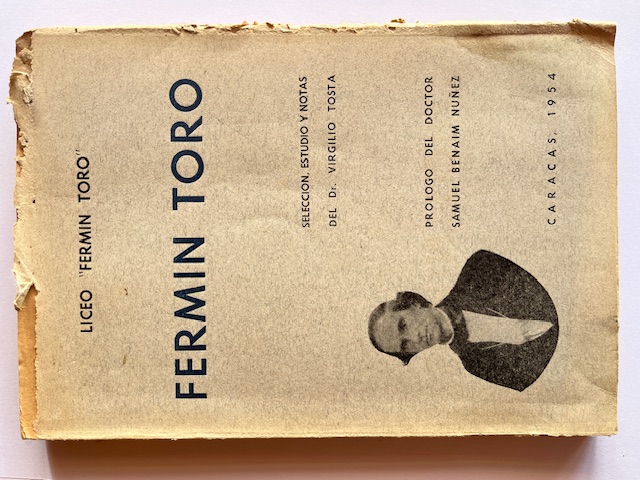 LICEO "FERMIN TORO"
FERMIN TORO
SELECCION, ESTUDIO Y NOTAS
DEL Dr. VIRGILIO TOSTA
PROLOGO DEL DOCTOR
SAMUEL BENAIM NUÑEZ
CARACAS, 1954